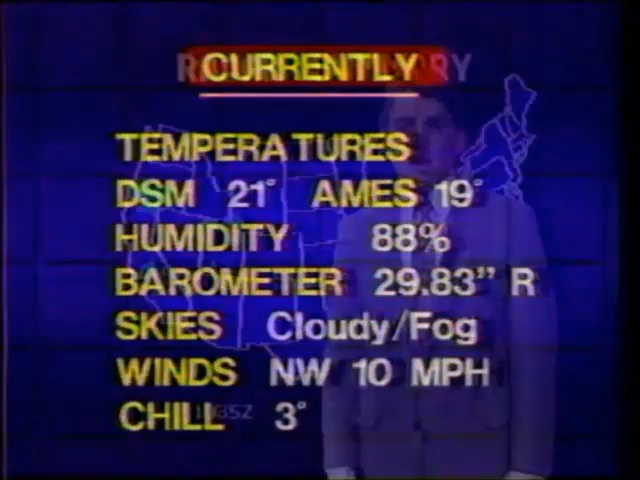 CURRENTLY
TEMPERATURES
DSM 21° AMES 19°
HUMIDITY 88%
BAROMETER 29.83" R
SKIES Cloudy/Fog
WINDS NW 10 MPH
CHILL 3°